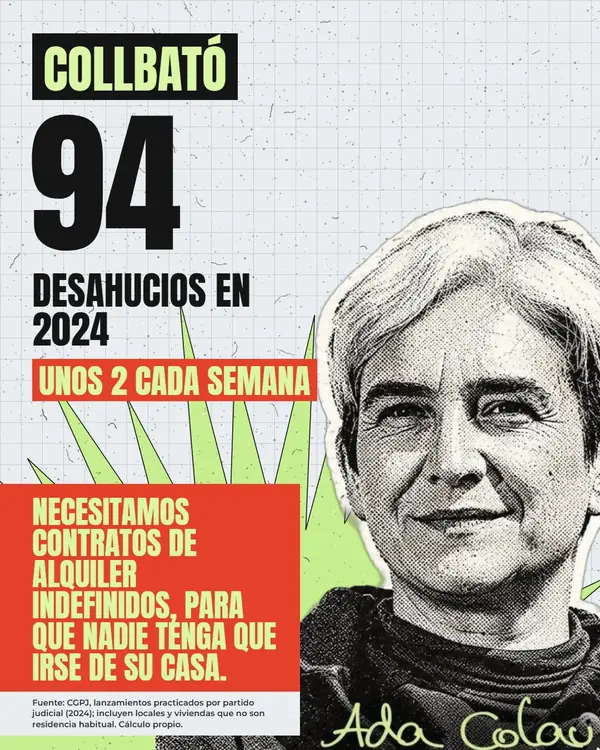 COLLBATÓ
94
DESAHUCIOS EN
2024
UNOS 2 CADA SEMANA
NECESITAMOS
CONTRATOS DE
ALQUILER
INDEFINIDOS, PARA
QUE NADIE TENGA QUE
IRSE DE SU CASA.
Fuente: CGPJ, lanzamientos practicados por partido
judicial (2024); incluyen locales y viviendas que no son
residencia habitual. Cálculo propio.
Ada Colau